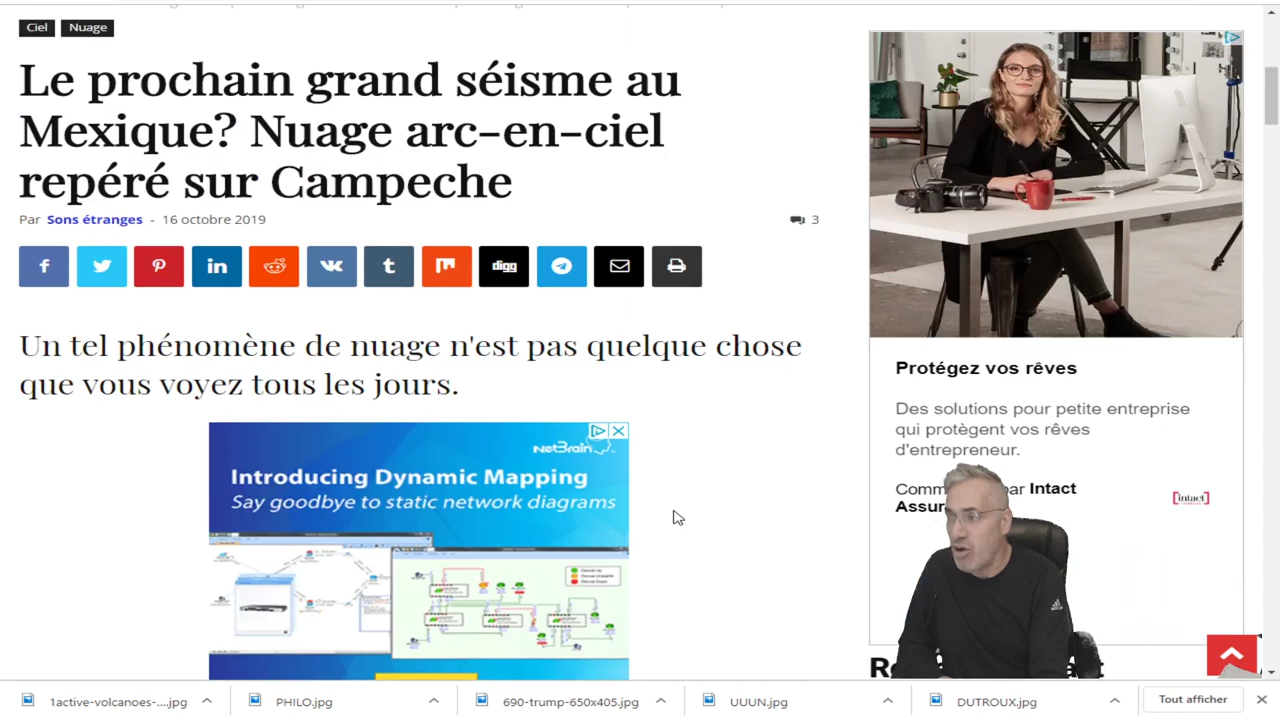 Ciel Nuage
Le prochain grand séisme au
Mexique? Nuage arc-en-ciel
repéré sur Campeche
Par Sons étranges - 16 octobre 2019
3
digg
Un tel phénomène de nuage n'est pas quelque chose
que vous voyez tous les jours.
NetBrain
Introducing Dynamic Mapping
Say goodbye to static network diagrams
Protégez vos rêves
Des solutions pour petite entreprise
qui protègent vos rêves
d'entrepreneur.
Intact
[intact]
1active-volcanoes-....jpg
PHILO.jpg
690-trump-650x405.jpg
UUUN.jpg
DUTROUX.jpg
Tout afficher